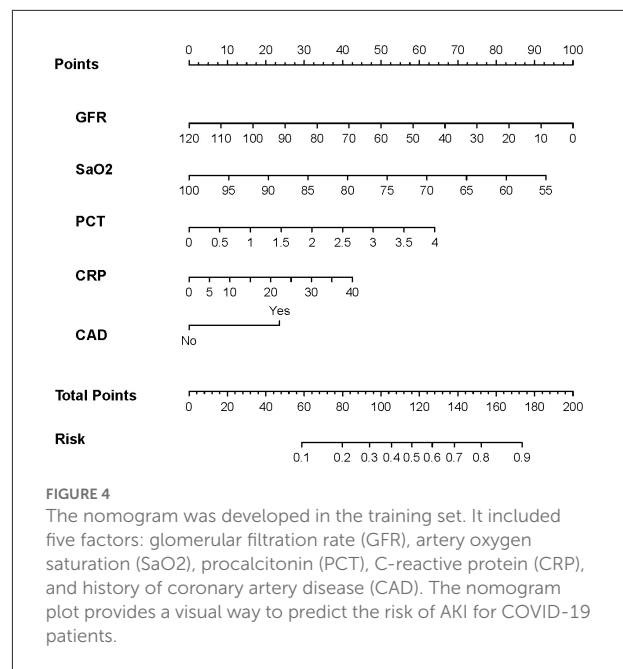 0 10 20 30 40 50 60 70 80 90 100
Points
GFR
120 110 100 90 80 70 60 50 40 30 20 10 0
SaO2
100 95 90 85 80 75 70 65 60 55
PCT
0 0.5 1 1.5 2 2.5 3 3.5 4
CRP
0 5 10 20 30 40
Yes
CAD
No
Total Points
0 20 40 60 80 100 120 140 160 180 200
Risk
0.1 0.2 0.3 0.4 0.5 0.6 0.7 0.8 0.9
FIGURE 4
The nomogram was developed in the training set. It included
five factors: glomerular filtration rate (GFR), artery oxygen
saturation (SaO2), procalcitonin (PCT), C-reactive protein (CRP),
and history of coronary artery disease (CAD). The nomogram
plot provides a visual way to predict the risk of AKI for COVID-19
patients.